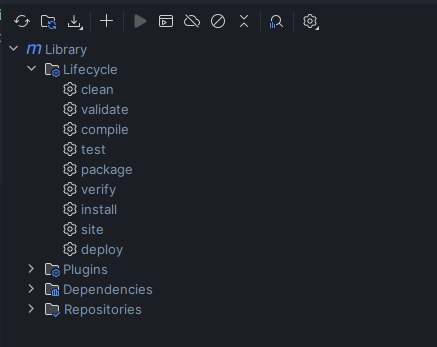 m Library
Lifecycle
clean
validate
compile
test
package
verify
install
site
deploy
Plugins
Dependencies
Repositories